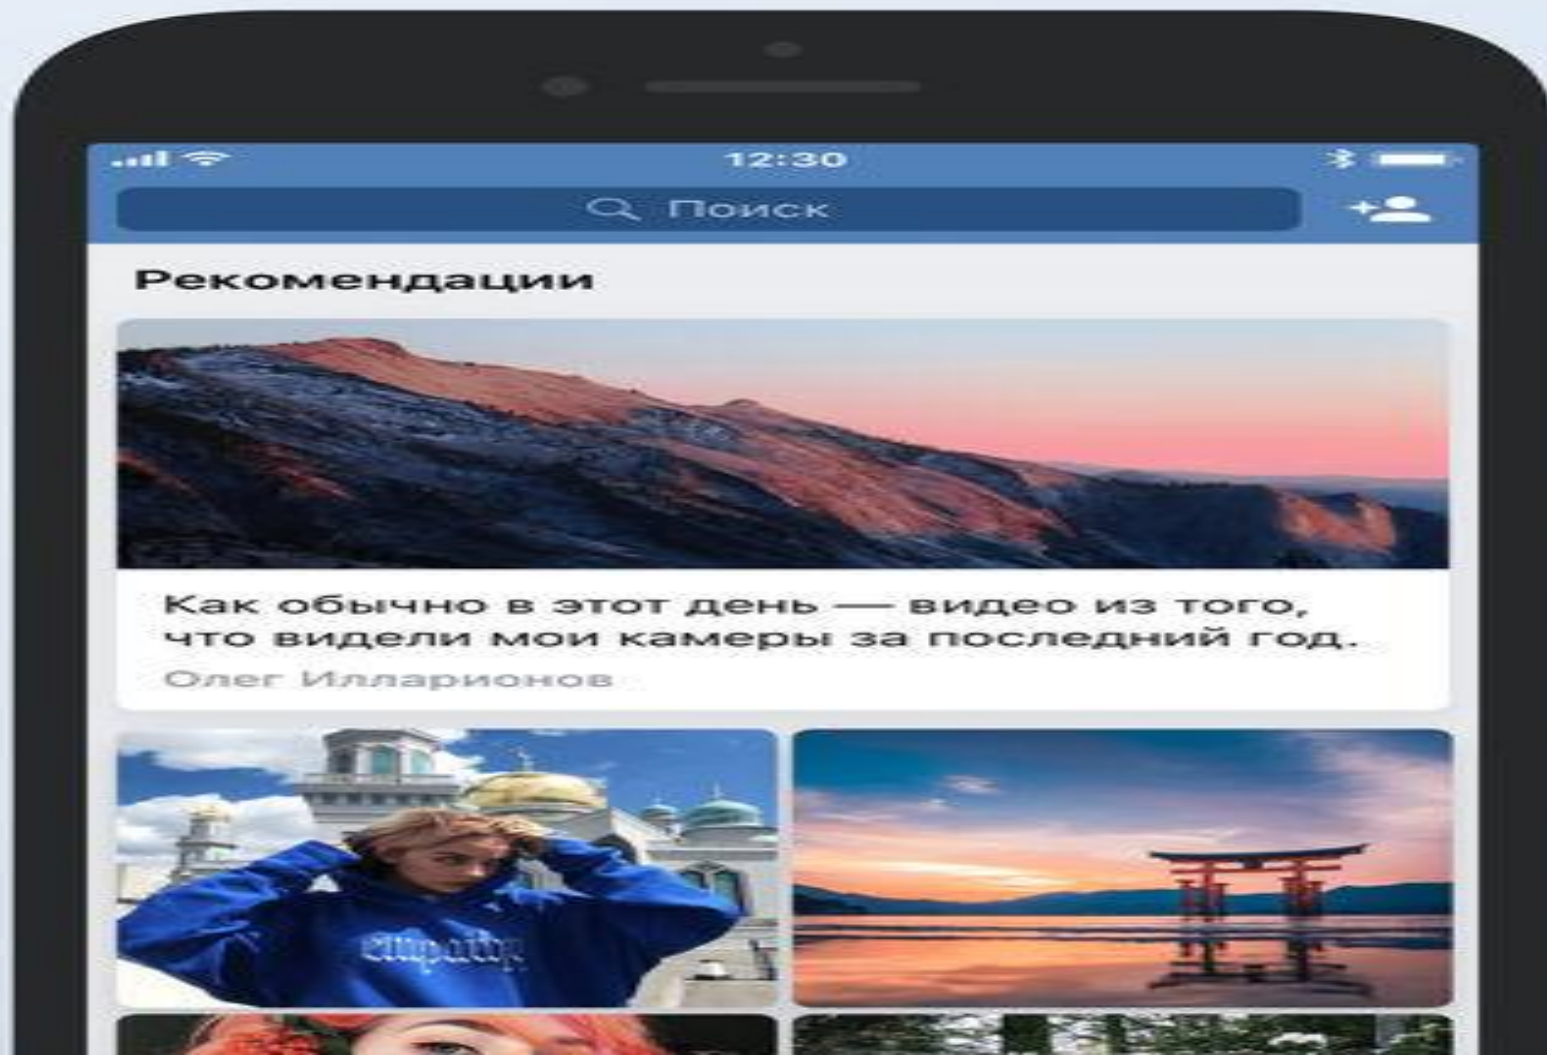 12:30
Поиск
Рекомендации
Как обычно в этот день — видео из того,
что видели мои камеры за последний год.
Олег Илларионов
empathy